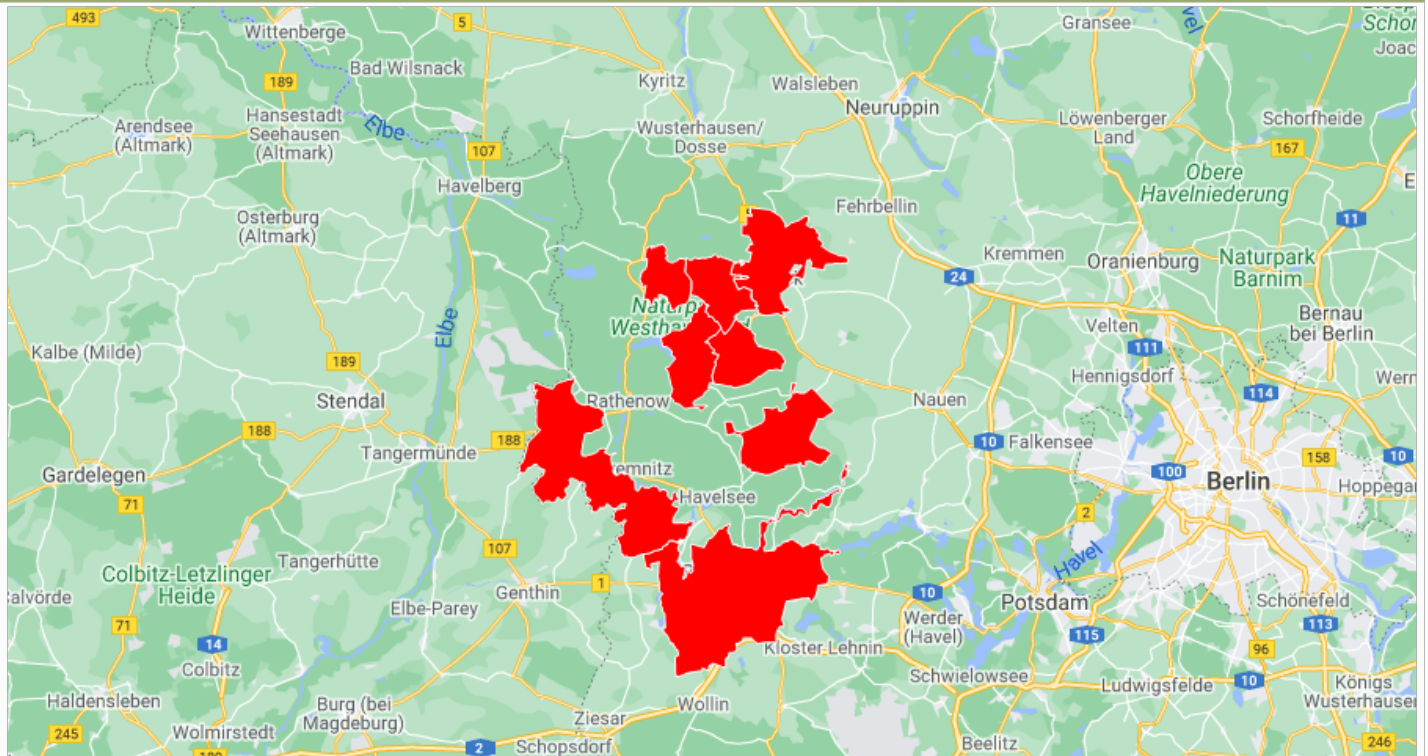 493
Wittenberge
5
Gransee
Bad Wilsnack
189
Kyritz
Walsleben
Neuruppin
Arendsee
(Altmark)
Hansestadt
Seehausen
(Altmark)
Elbe
107
Wusterhausen/
Dosse
Löwenberger
Land
Schorfheide
167
Havelberg
Obere
Havelniederung
Osterburg
(Altmark)
Fehrbellin
11
Kremmen
Oranienburg
Naturpark
Barnim
24
Elbe
Velten
Bernau
bei Berlin
Kalbe (Milde)
189
111
Hennigsdorf
114
Stendal
Rathenow
Nauen
188
188
Tangermünde
10
Falkensee
10
Gardelegen
100
158
Berlin
71
Havelsee
2
107
Tangerhütte
Havel
Colbitz-Letzlinger
Heide
Genthin
1
10
Elbe-Parey
Werder
(Havel)
Potsdam
Schönefeld
71
14
115
113
Colbitz
Kloster Lehnin
96
Schwielowsee
Ludwigsfelde
10
Königs
Haldensleben
Burg (bei
Magdeburg)
Wollin
245
Wolmirstedt
Ziesar
2
Schopsdorf
Beelitz
246